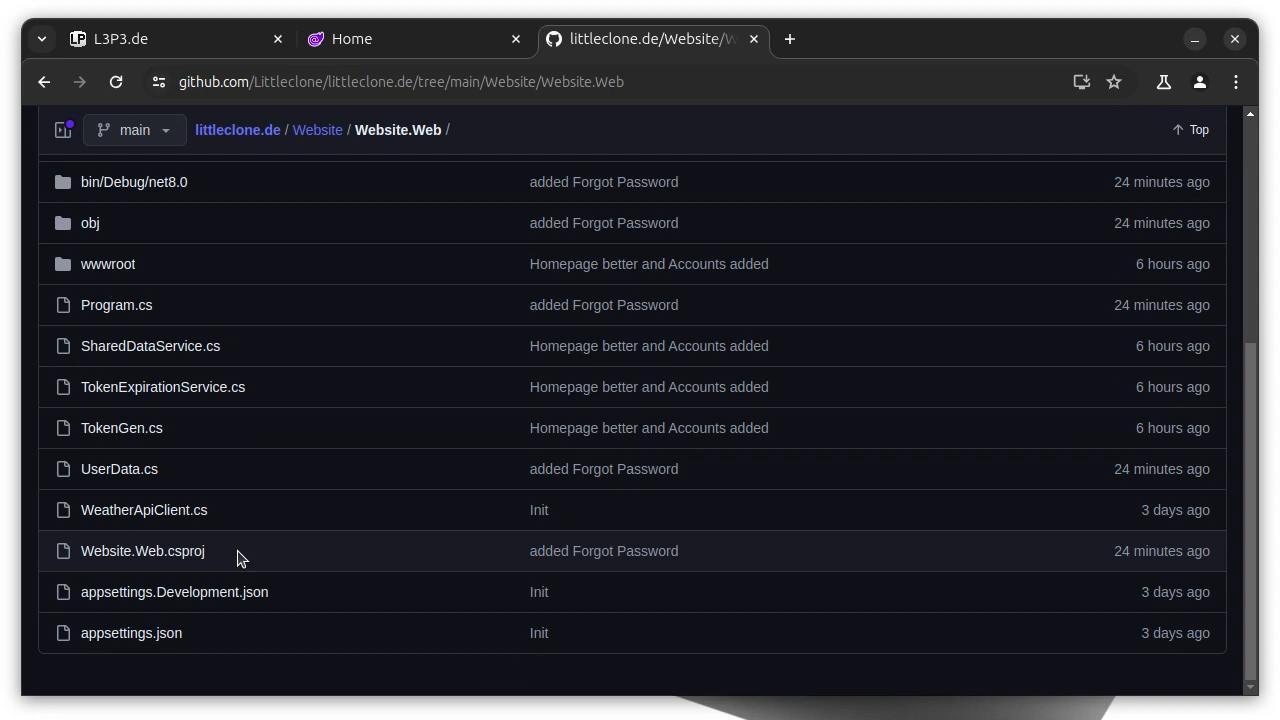 L3P3.de
Home
littleclone.de/Website/W
github.com/Littleclone/littleclone.de/tree/main/Website/Website.Web
main
littleclone.de / Website / Website.Web /
Top
bin/Debug/net8.0 added Forgot Password 24 minutes ago
obj added Forgot Password 24 minutes ago
wwwroot Homepage better and Accounts added 6 hours ago
Program.cs added Forgot Password 24 minutes ago
SharedDataService.cs Homepage better and Accounts added 6 hours ago
TokenExpirationService.cs Homepage better and Accounts added 6 hours ago
TokenGen.cs Homepage better and Accounts added 6 hours ago
UserData.cs added Forgot Password 24 minutes ago
WeatherApiClient.cs Init 3 days ago
Website.Web.csproj added Forgot Password 24 minutes ago
appsettings.Development.json Init 3 days ago
appsettings.json Init 3 days ago